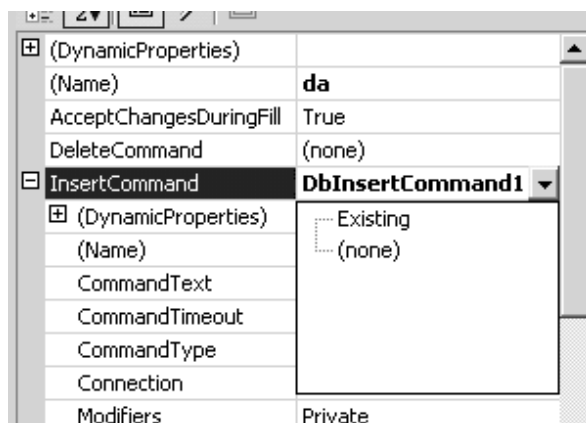 (DynamicProperties)
(Name) da
AcceptChangesDuringFill True
DeleteCommand (none)
InsertCommand DbInsertCommand1
(DynamicProperties) Existing
(Name) (none)
CommandText
CommandTimeout
CommandType
Connection
Modifiers Private